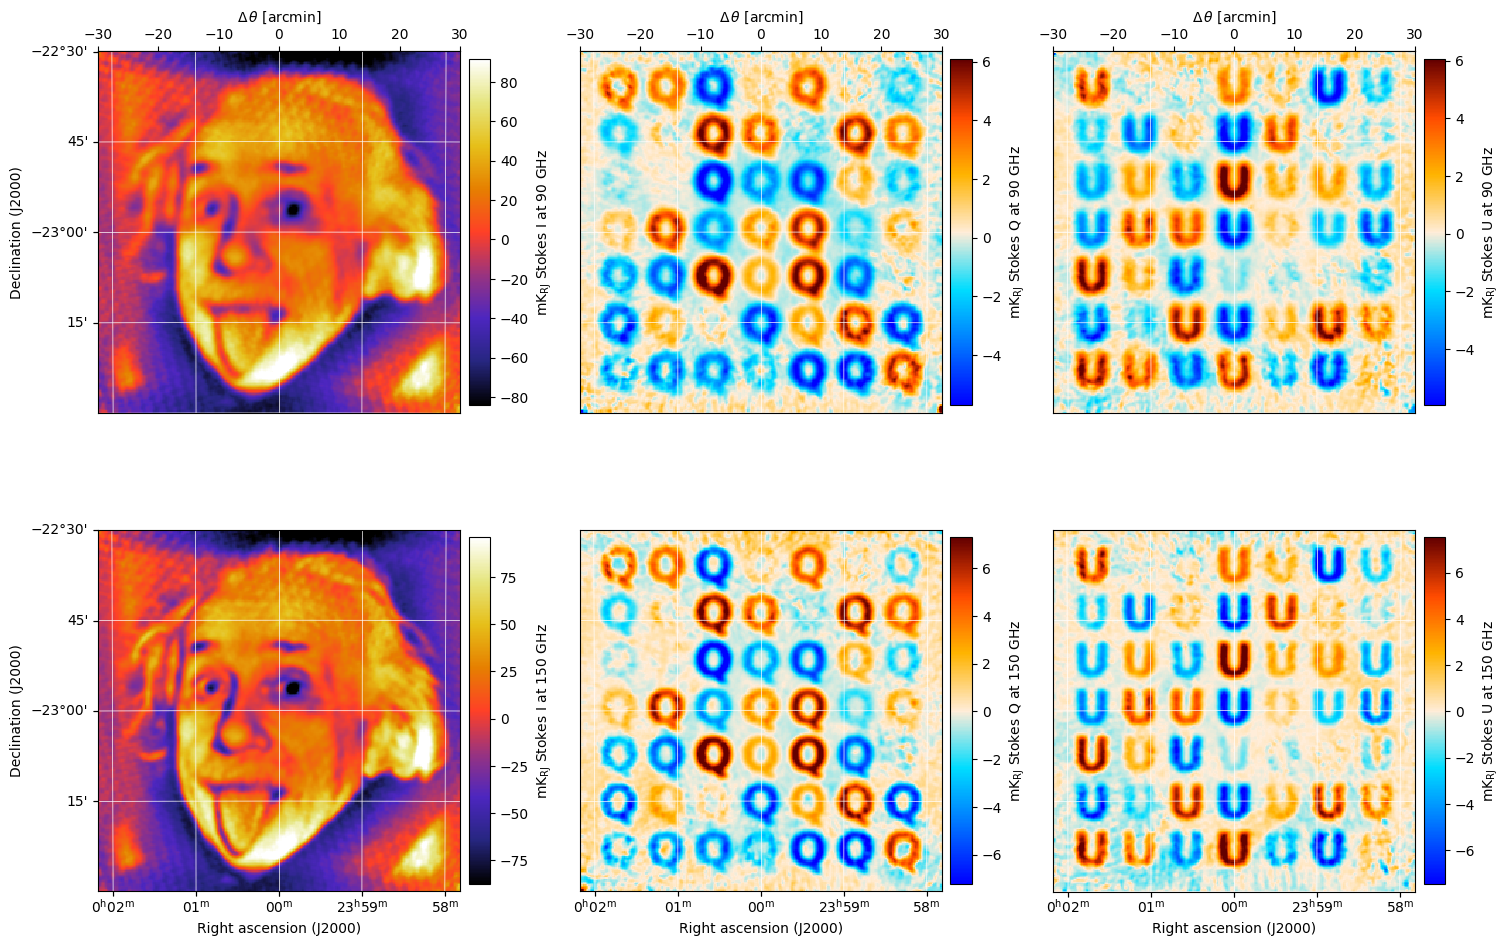 Δθ [arcmin]
−30 −20 −10 0 10 20 30
−22°30'
45'
−23°00'
15'
Declination (J2000)
80
60
40
20
0
−20
−40
−60
−80
mK_RJ Stokes I at 90 GHz
Δθ [arcmin]
−30 −20 −10 0 10 20 30
Q Q Q Q Q
Q Q Q Q Q
Q Q Q Q Q Q
Q Q Q Q Q Q Q
Q Q Q Q Q Q
Q Q Q Q Q Q
Q Q Q Q Q Q Q
6
4
2
0
−2
−4
mK_RJ Stokes Q at 90 GHz
Δθ [arcmin]
−30 −20 −10 0 10 20 30
U U U U U
U U U U U
U U U U U U U
U U U U U U U
U U U U
U U U U U U U
U U U U U U
6
4
2
0
−2
−4
mK_RJ Stokes U at 90 GHz
−22°30'
45'
−23°00'
15'
Declination (J2000)
0ʰ02ᵐ 01ᵐ 00ᵐ 23ʰ59ᵐ 58ᵐ
Right ascension (J2000)
75
50
25
0
−25
−50
−75
mK_RJ Stokes I at 150 GHz
Q Q Q Q Q
Q Q Q Q Q
Q Q Q Q Q Q
Q Q Q Q Q Q Q
Q Q Q Q Q Q
Q Q Q Q Q Q
Q Q Q Q Q Q Q
0ʰ02ᵐ 01ᵐ 00ᵐ 23ʰ59ᵐ 58ᵐ
Right ascension (J2000)
6
4
2
0
−2
−4
−6
mK_RJ Stokes Q at 150 GHz
U U U U U
U U U U U
U U U U U U U
U U U U U U U
U U U U
U U U U U U U
U U U U U U
0ʰ02ᵐ 01ᵐ 00ᵐ 23ʰ59ᵐ 58ᵐ
Right ascension (J2000)
6
4
2
0
−2
−4
−6
mK_RJ Stokes U at 150 GHz